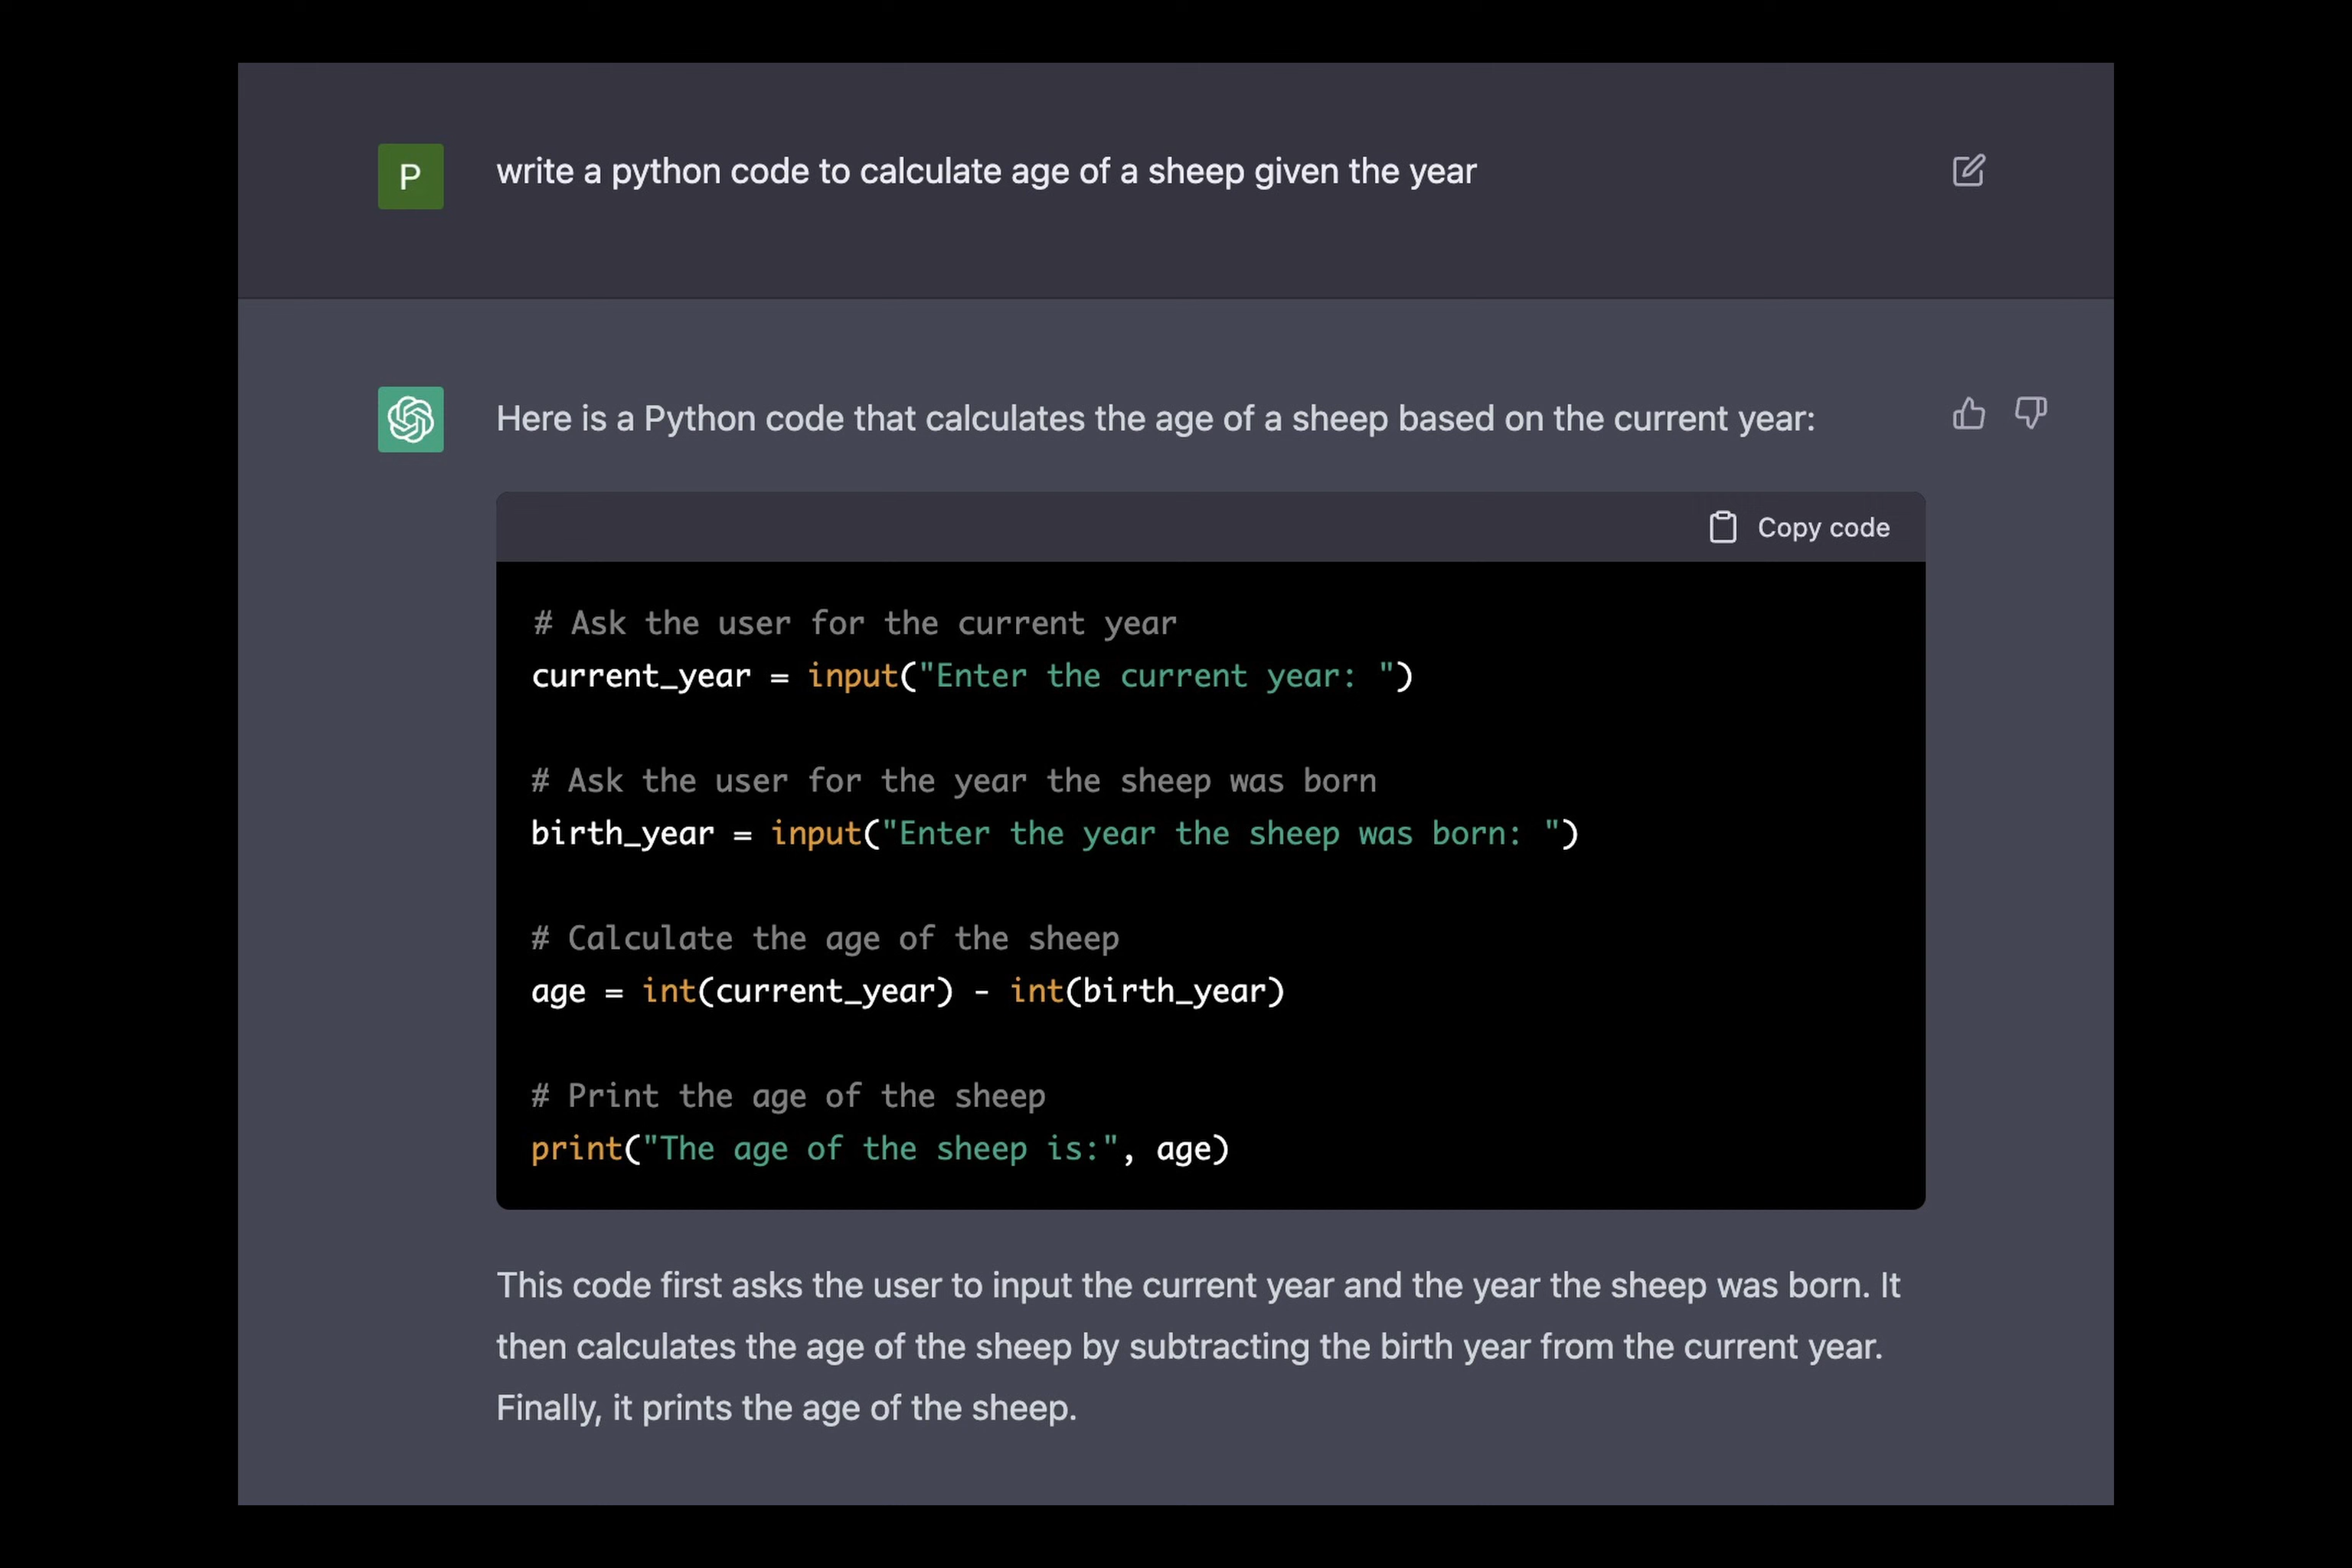 P
write a python code to calculate age of a sheep given the year
Here is a Python code that calculates the age of a sheep based on the current year:
Copy code
# Ask the user for the current year
current_year = input("Enter the current year: ")
# Ask the user for the year the sheep was born
birth_year = input("Enter the year the sheep was born: ")
# Calculate the age of the sheep
age = int(current_year) - int(birth_year)
# Print the age of the sheep
print("The age of the sheep is:", age)
This code first asks the user to input the current year and the year the sheep was born. It
then calculates the age of the sheep by subtracting the birth year from the current year.
Finally, it prints the age of the sheep.